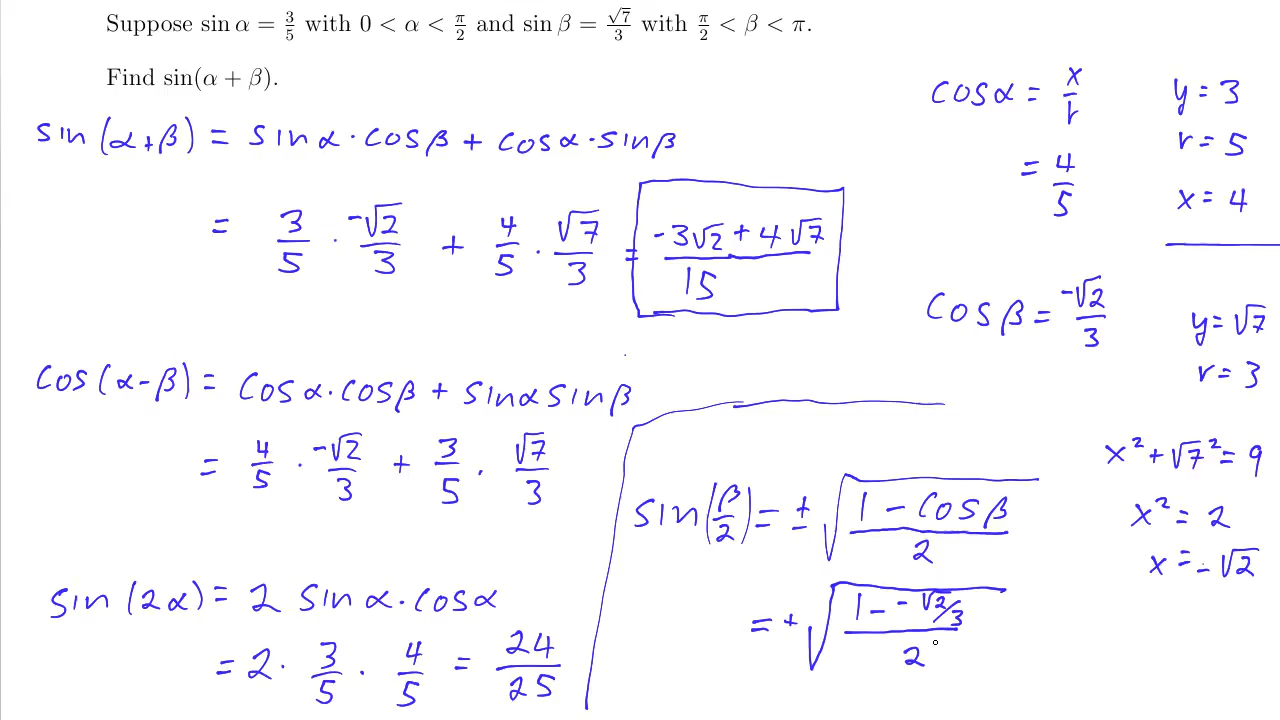 Suppose sin α = 3/5 with 0 < α < π/2 and sin β = √7/3 with π/2 < β < π.
Find sin(α + β).
sin(α+β) = sinα·cosβ + cosα·sinβ
= 3/5 · -√2/3 + 4/5 · √7/3 = (-3√2 + 4√7)/15
cos(α-β) = cosα·cosβ + sinα sinβ
= 4/5 · -√2/3 + 3/5 · √7/3
sin(2α) = 2 sinα·cosα
= 2 · 3/5 · 4/5 = 24/25
sin(β/2) = ± √((1 - cosβ)/2)
= + √((1 - -√2/3)/2)
cosα = x/r
= 4/5
y = 3
r = 5
x = 4
cosβ = -√2/3
y = √7
r = 3
x² + √7² = 9
x² = 2
x = -√2